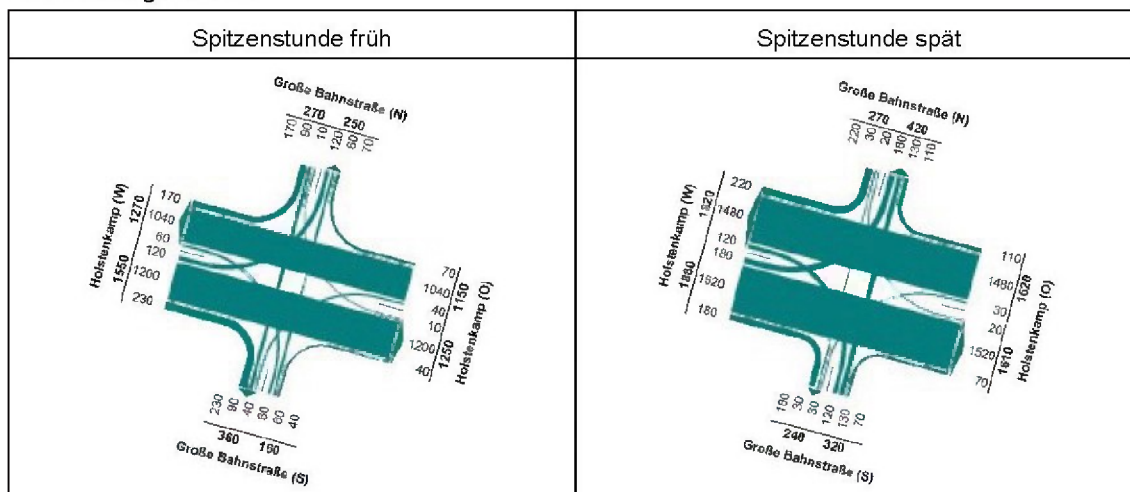 Spitzenstunde früh
Große Bahnstraße (N)
270 250
170 90 10 120 60 70
Holstenkamp (W)
1270
1550
170
1040
60
120
1200
230
70
1040
40
10
1200
40
1150
1250
Holstenkamp (O)
230 90 40 60 60 40
360 160
Große Bahnstraße (S)
Spitzenstunde spät
Große Bahnstraße (N)
270 420
220 30 20 180 130 110
Holstenkamp (W)
1820
1880
220
1480
120
180
1520
180
110
1480
30
20
1520
70
1620
1610
Holstenkamp (O)
180 30 30 120 130 70
240 320
Große Bahnstraße (S)